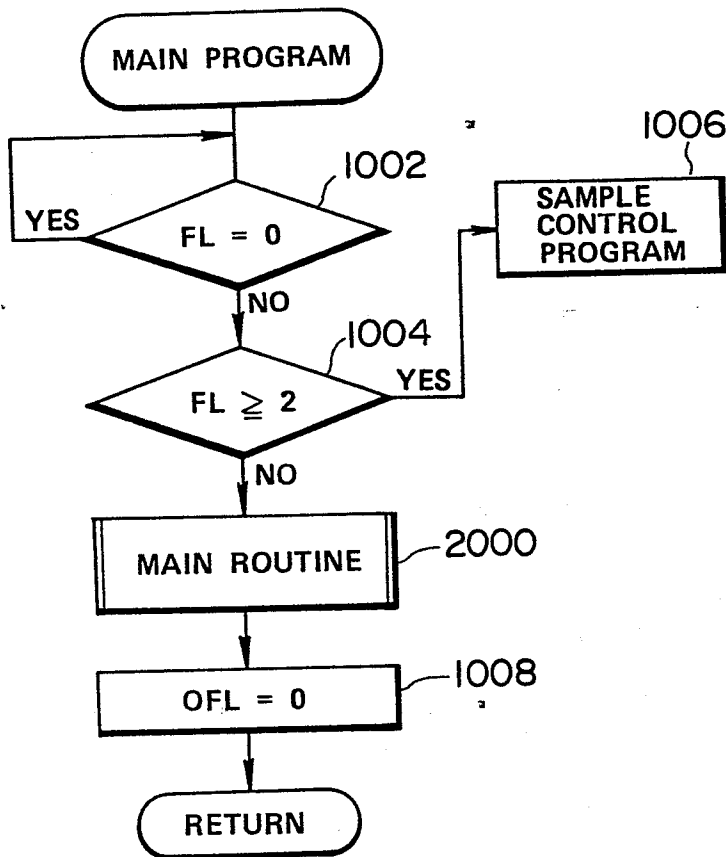 MAIN PROGRAM
1002
1006
YES
FL = 0
SAMPLE
CONTROL
PROGRAM
NO
1004
YES
FL ≧ 2
NO
MAIN ROUTINE
2000
OFL = 0
1008
RETURN